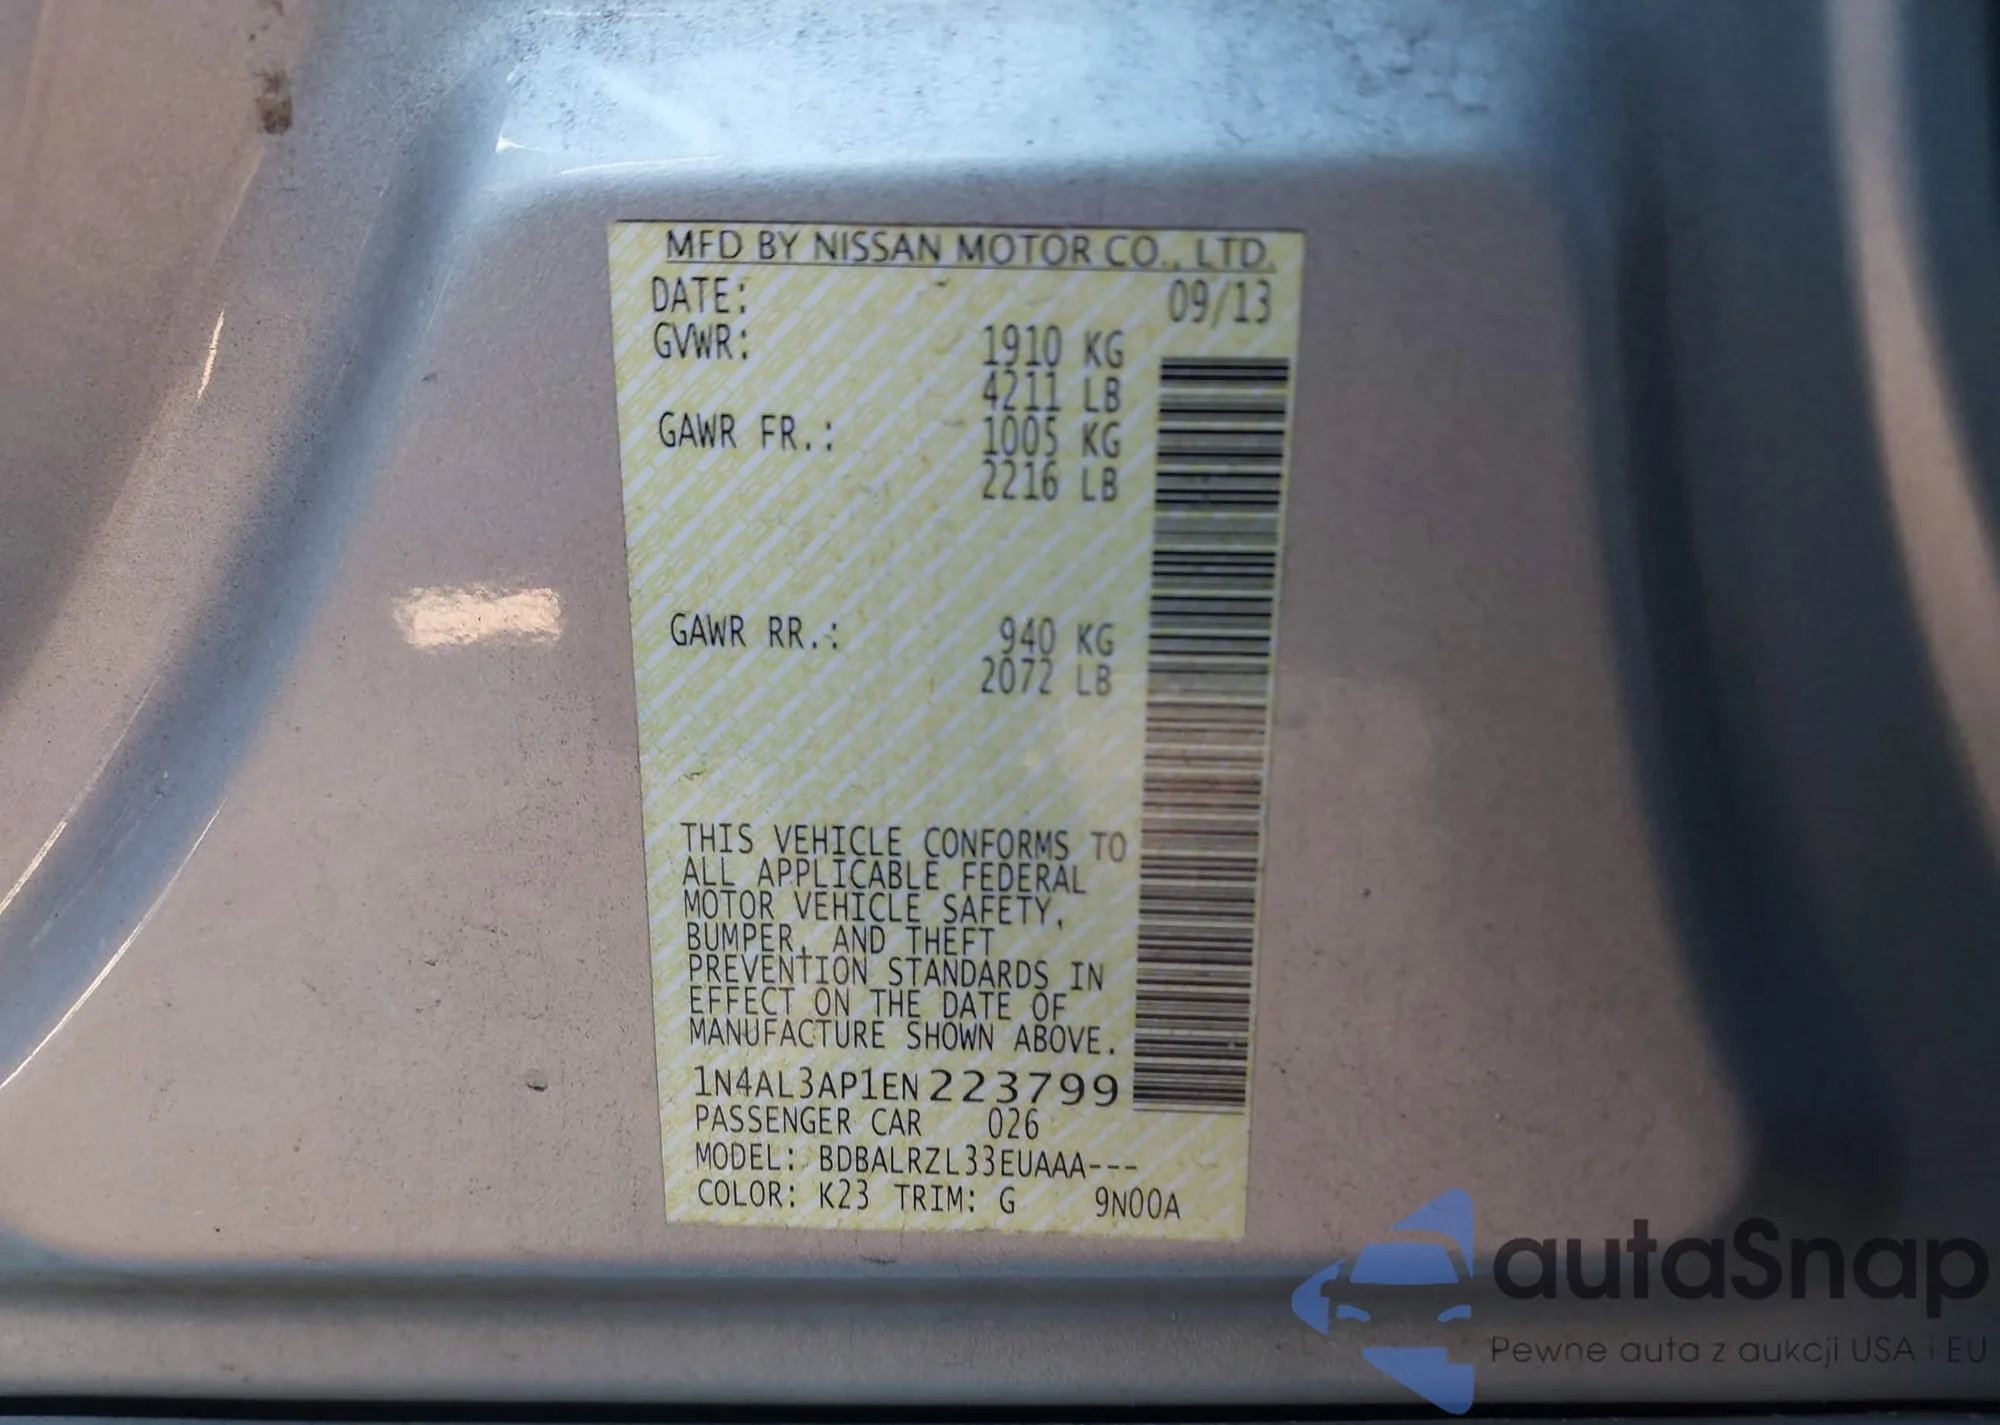 MFD BY NISSAN MOTOR CO., LTD.
DATE: 09/13
GVWR: 1910 KG
4211 LB
GAWR FR.: 1005 KG
2216 LB
GAWR RR.: 940 KG
2072 LB
THIS VEHICLE CONFORMS TO
ALL APPLICABLE FEDERAL
MOTOR VEHICLE SAFETY,
BUMPER, AND THEFT
PREVENTION STANDARDS IN
EFFECT ON THE DATE OF
MANUFACTURE SHOWN ABOVE.
1N4AL3AP1EN223799
PASSENGER CAR 026
MODEL: BDBALRZL33EUAAA---
COLOR: K23 TRIM: G 9N00A
autaSnap
Pewne auta z aukcji USA i EU